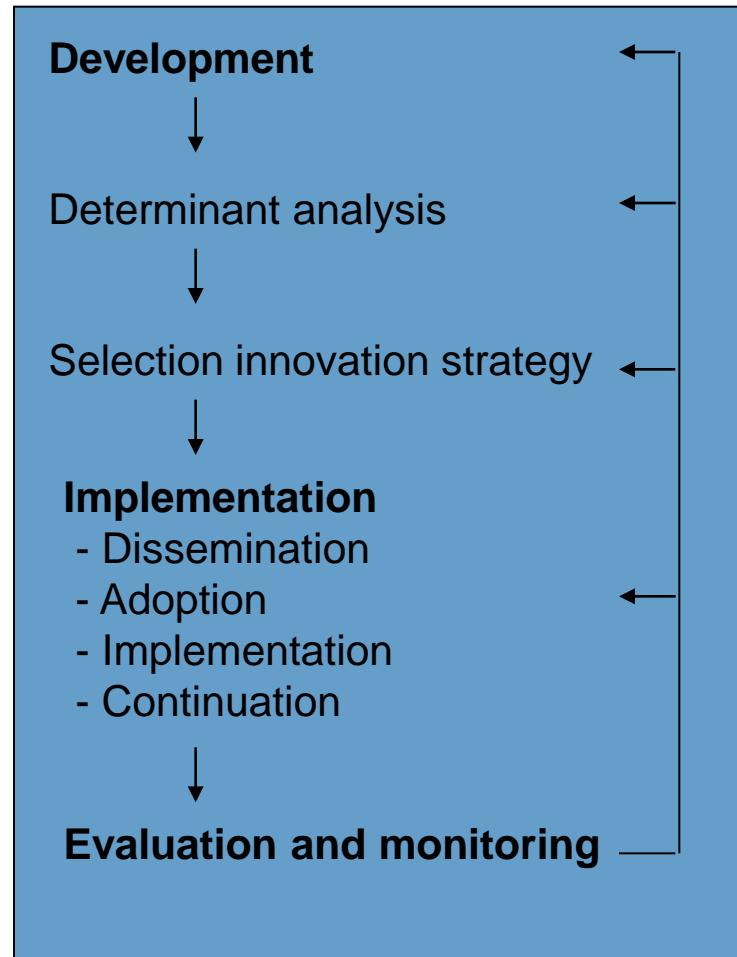 Development
Determinant analysis
Selection innovation strategy
Implementation
- Dissemination
- Adoption
- Implementation
- Continuation
Evaluation and monitoring